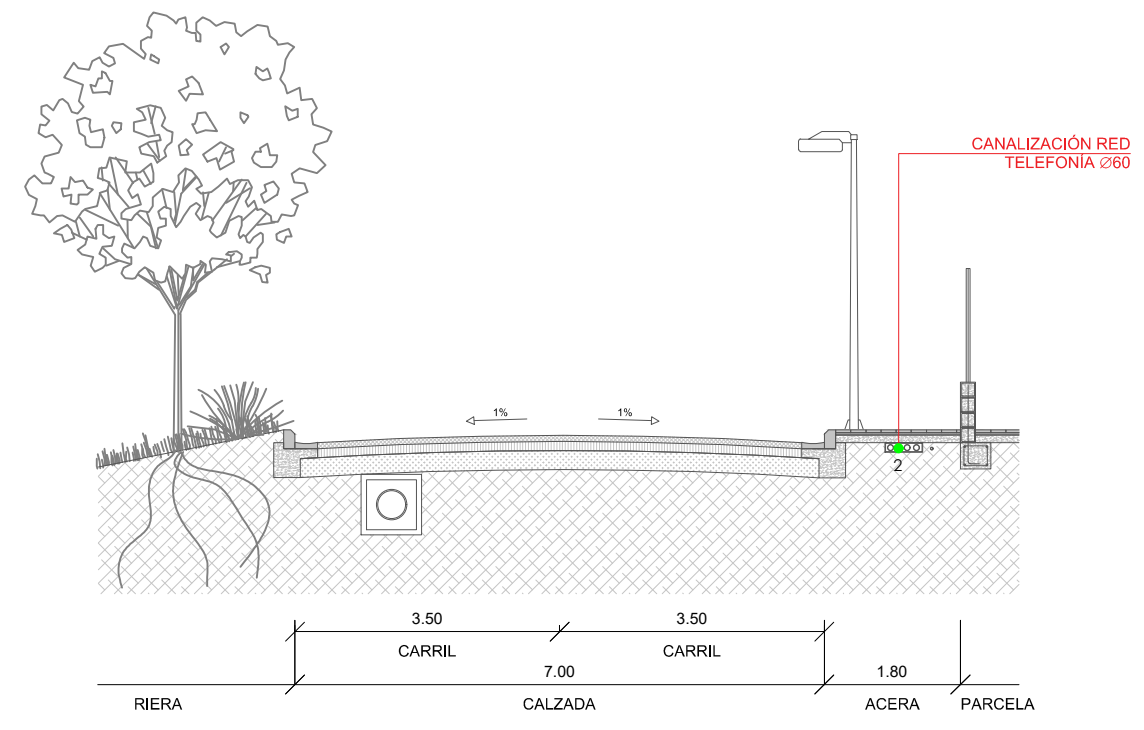 CANALIZACIÓN RED
TELEFONÍA Ø60
1%
1%
2
3.50
3.50
CARRIL
CARRIL
7.00
1.80
RIERA
CALZADA
ACERA
PARCELA